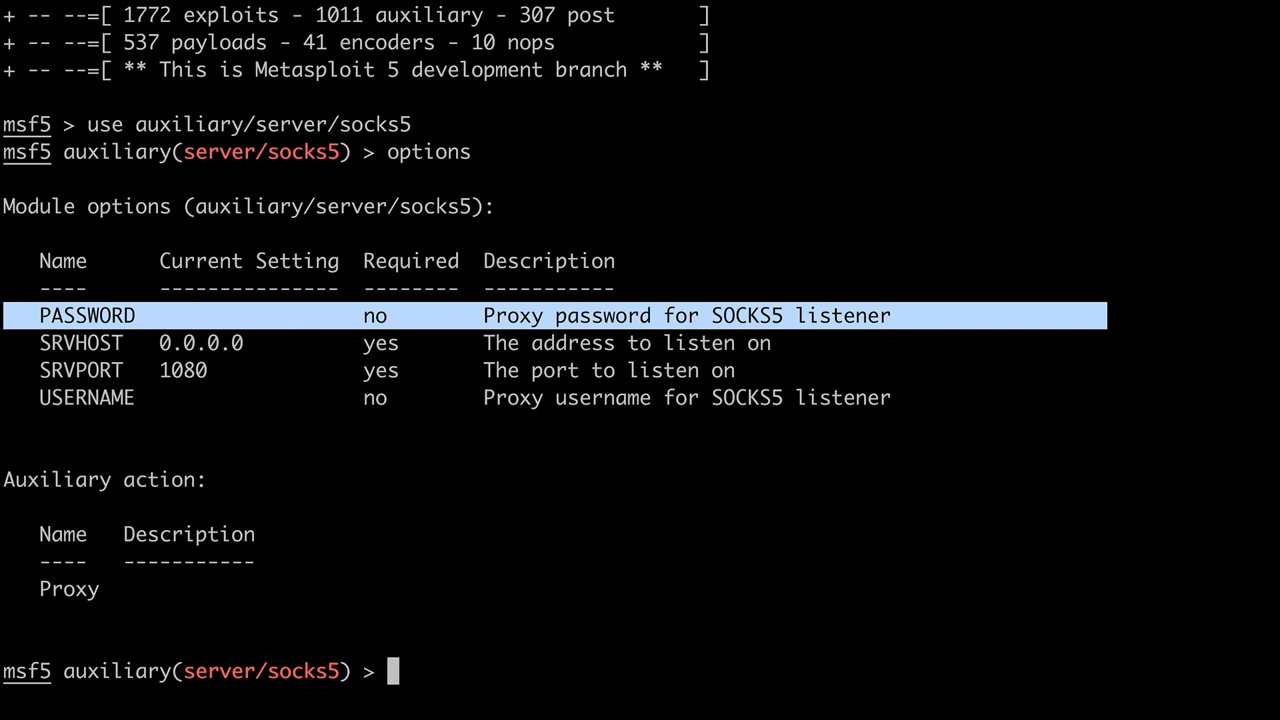 + -- --=[ 1772 exploits - 1011 auxiliary - 307 post       ]
+ -- --=[ 537 payloads - 41 encoders - 10 nops            ]
+ -- --=[ ** This is Metasploit 5 development branch **   ]
msf5 > use auxiliary/server/socks5
msf5 auxiliary(server/socks5) > options
Module options (auxiliary/server/socks5):
   Name      Current Setting  Required  Description
   ----      ---------------  --------  -----------
   PASSWORD                   no        Proxy password for SOCKS5 listener
   SRVHOST   0.0.0.0          yes       The address to listen on
   SRVPORT   1080             yes       The port to listen on
   USERNAME                   no        Proxy username for SOCKS5 listener
Auxiliary action:
   Name   Description
   ----   -----------
   Proxy
msf5 auxiliary(server/socks5) >